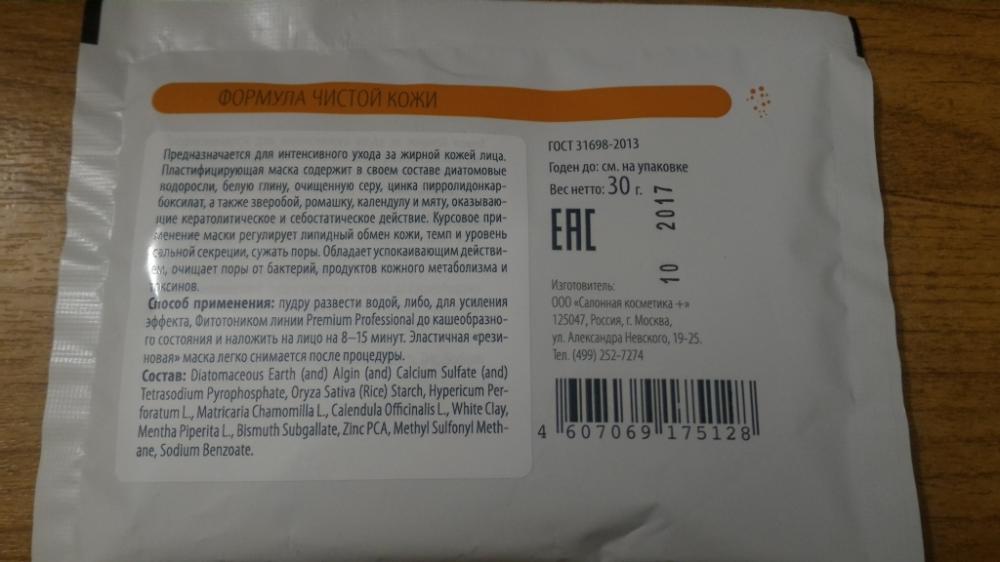 ФОРМУЛА ЧИСТОЙ КОЖИ
Предназначается для интенсивного ухода за жирной кожей лица.
Пластифицирующая маска содержит в своем составе диатомовые
водоросли, белую глину, очищенную серу, цинка пирролидонкар-
боксилат, а также зверобой, ромашку, календулу и мяту, оказываю-
щие кератолитическое и себостатическое действие. Курсовое при-
менение маски регулирует липидный обмен кожи, темп и уровень
сальной секреции, сужать поры. Обладает успокаивающим действи-
ем, очищает поры от бактерий, продуктов кожного метаболизма и
токсинов.
Способ применения: пудру развести водой, либо, для усиления
эффекта, Фитотоником линии Premium Professional до кашеобразно-
го состояния и наложить на лицо на 8–15 минут. Эластичная «рези-
новая» маска легко снимается после процедуры.
Состав: Diatomaceous Earth (and) Algin (and) Calcium Sulfate (and)
Tetrasodium Pyrophosphate, Oryza Sativa (Rice) Starch, Hypericum Per-
foratum L., Matricaria Chamomilla L., Calendula Officinalis L., White Clay,
Mentha Piperita L., Bismuth Subgallate, Zinc PCA, Methyl Sulfonyl Meth-
ane, Sodium Benzoate.
ГОСТ 31698-2013
Годен до: см. на упаковке
Вес нетто: 30 г.
EAC
10 2017
Изготовитель:
ООО «Салонная косметика +»
125047, Россия, г. Москва,
ул. Александра Невского, 19-25.
Тел. (499) 252-7274
4 607069 175128